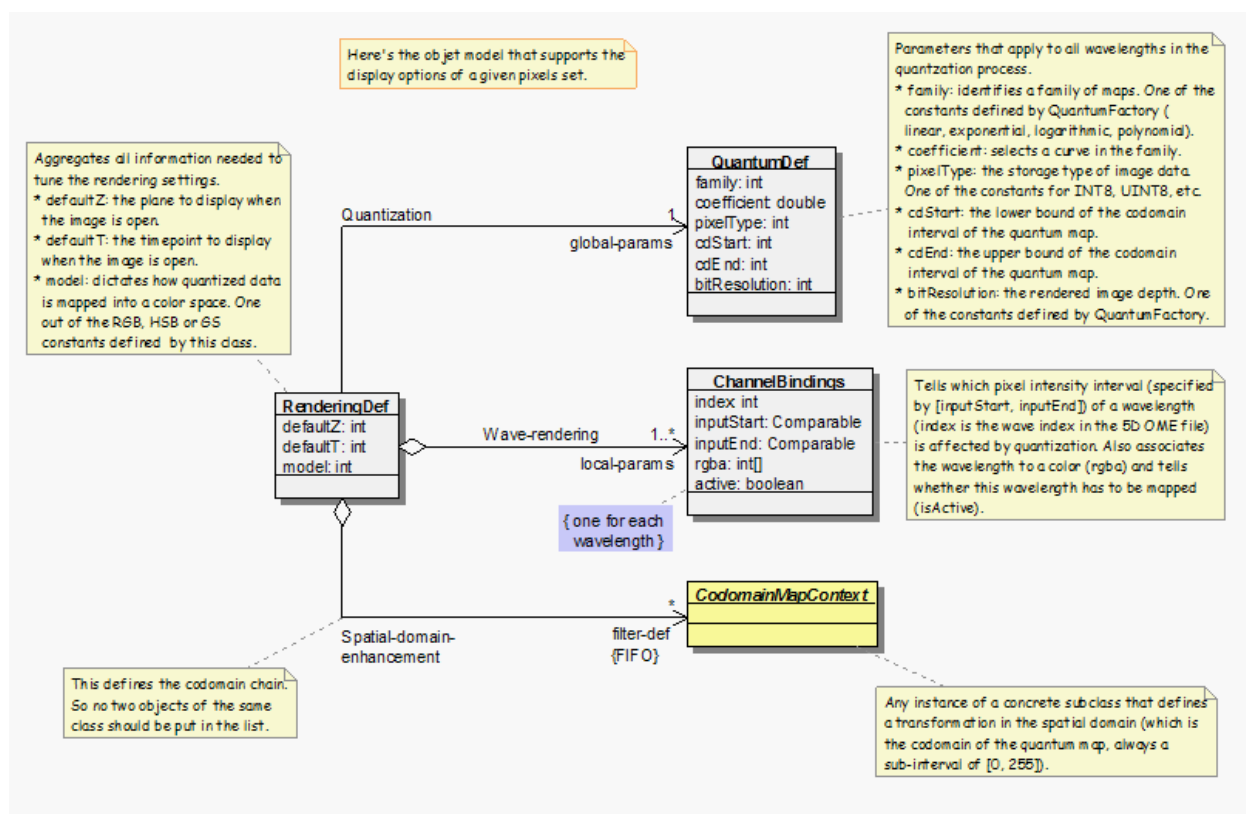 Here's the objet model that supports the
display options of a given pixels set.
Parameters that apply to all wavelengths in the
quantzation process.
* family: identifies a family of maps. One of the
constants defined by QuantumFactory (
linear, exponential, logarithmic, polynomial).
* coefficient: selects a curve in the family.
* pixelType: the storage type of image data.
One of the constants for INT8, UINT8, etc.
* cdStart: the lower bound of the codomain
interval of the quantum map.
* cdEnd: the upper bound of the codomain
interval of the quantum map.
* bitResolution: the rendered image depth. One
of the constants defined by QuantumFactory.
Aggregates all information needed to
tune the rendering settings.
* defaultZ: the plane to display when
the image is open.
* defaultT: the timepoint to display
when the image is open.
* model: dictates how quantized data
is mapped into a color space. One
out of the RGB, HSB or GS
constants defined by this class.
QuantumDef
family: int
coefficient: double
pixelType: int
cdStart: int
cdEnd: int
bitResolution: int
Quantization
1
global-params
RenderingDef
defaultZ: int
defaultT: int
model: int
Wave-rendering
1..*
local-params
ChannelBindings
index int
inputStart: Comparable
inputEnd: Comparable
rgba: int[]
active: boolean
Tells which pixel intensity interval (specified
by [inputStart, inputEnd]) of a wavelength
(index is the wave index in the 5D OME file)
is affected by quantization. Also associates
the wavelength to a color (rgba) and tells
whether this wavelength has to be mapped
(isActive).
{ one for each
wavelength }
CodomainMapContext
*
Spatial-domain-
enhancement
filter-def
{FIFO}
This defines the codomain chain.
So no two objects of the same
class should be put in the list.
Any instance of a concrete subclass that defines
a transformation in the spatial domain (which is
the codomain of the quantum map, always a
sub-interval of [0, 255]).